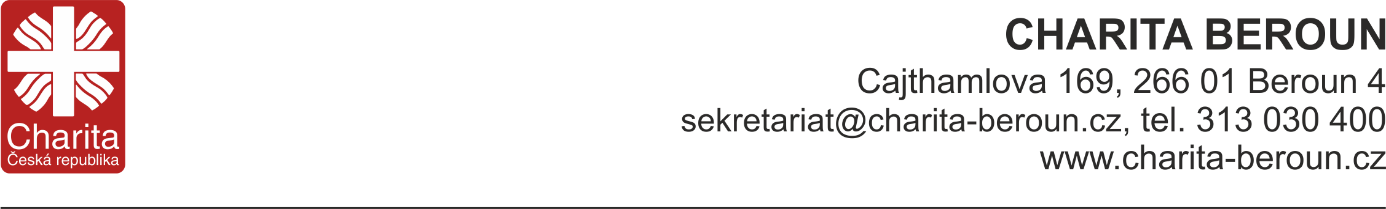 Charita
Česká republika
CHARITA BEROUN
Cajthamlova 169, 266 01 Beroun 4
sekretariat@charita-beroun.cz, tel. 313 030 400
www.charita-beroun.cz